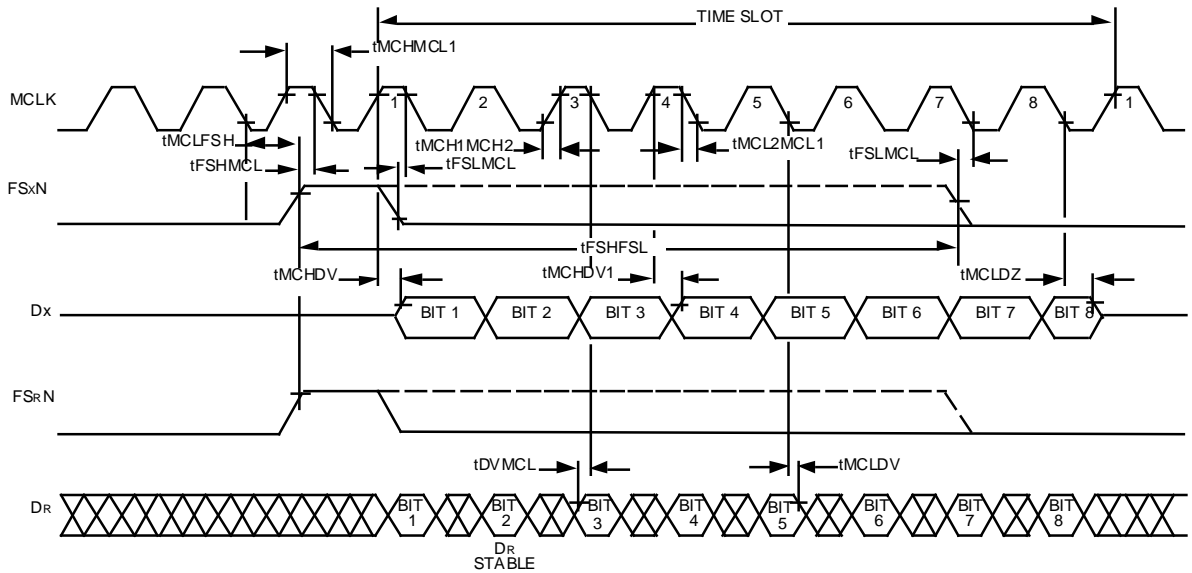 TIME SLOT
tMCHMCL1
MCLK
1 2 3 4 5 6 7 8 1
tMCLFSH
tMCH1MCH2
tMCL2MCL1
tFSHMCL
tFSLMCL
tFSLMCL
FSXN
tFSHFSL
tMCHDV
tMCHDV1
tMCLDZ
DX
BIT 1 BIT 2 BIT 3 BIT 4 BIT 5 BIT 6 BIT 7 BIT 8
FSRN
tDVMCL
tMCLDV
DR
BIT 1 BIT 2 BIT 3 BIT 4 BIT 5 BIT 6 BIT 7 BIT 8
DR
STABLE